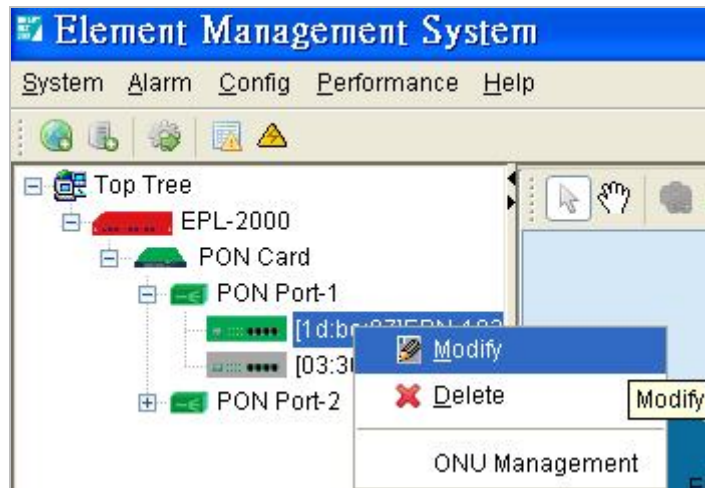 Element Management System
System Alarm Config Performance Help
Top Tree
EPL-2000
PON Card
PON Port-1
Modify
Delete
Modify
PON Port-2
ONU Management